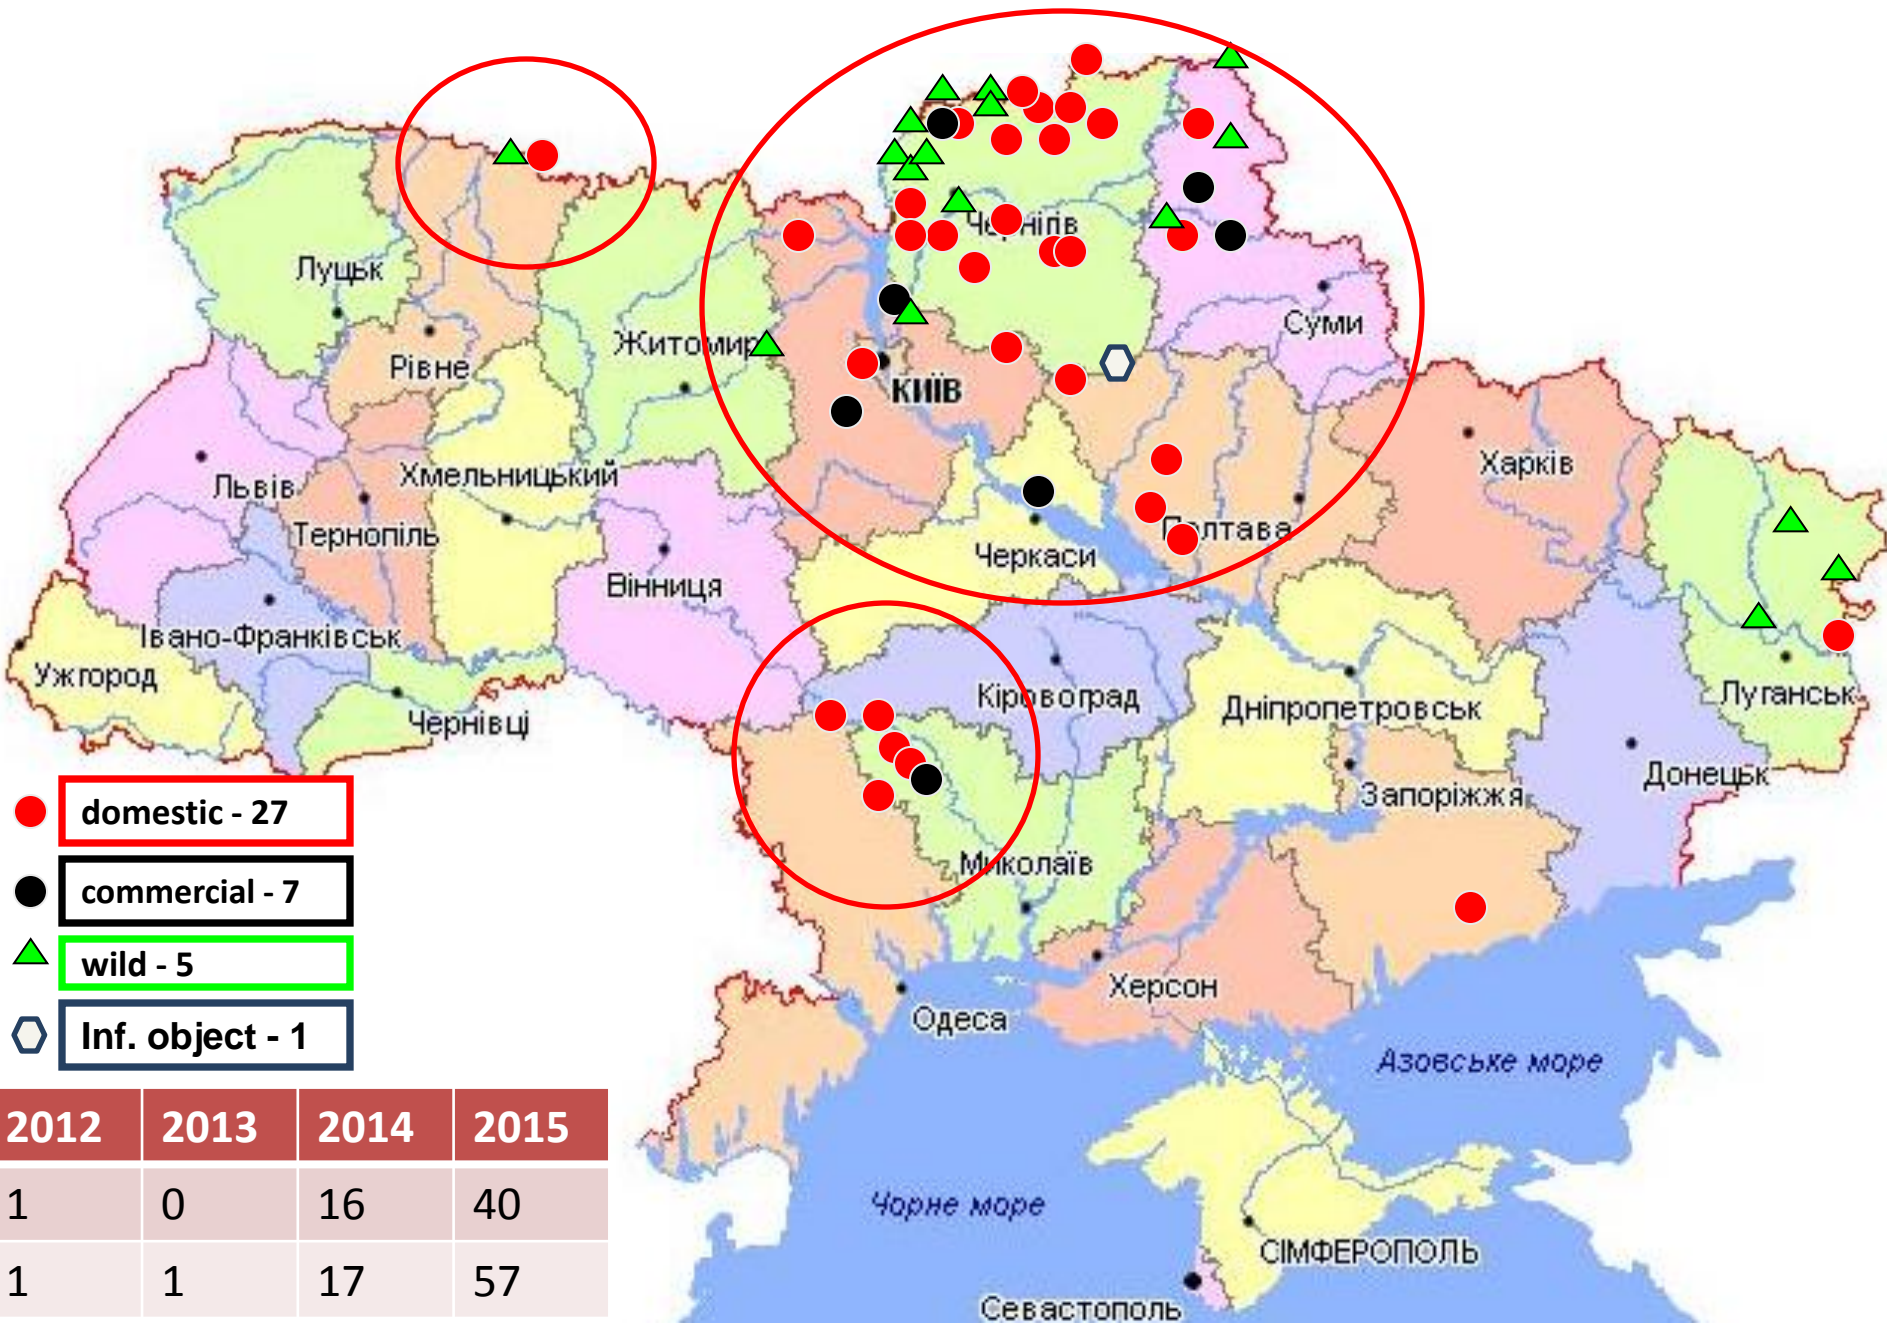 Чернігів
Луцьк
Суми
Житомир
Рівне
КИЇВ
Харків
Хмельницький
Львів
Тернопіль
Полтава
Черкаси
Вінниця
Івано-Франківськ
Ужгород
Кіровоград
Луганськ
Чернівці
Дніпропетровськ
Донецьк
Запоріжжя
domestic - 27
Миколаїв
commercial - 7
wild - 5
Херсон
Одеса
Inf. object - 1
Азовське море
2012 2013 2014 2015
1 0 16 40
Чорне море
1 1 17 57
СІМФЕРОПОЛЬ
Севастополь